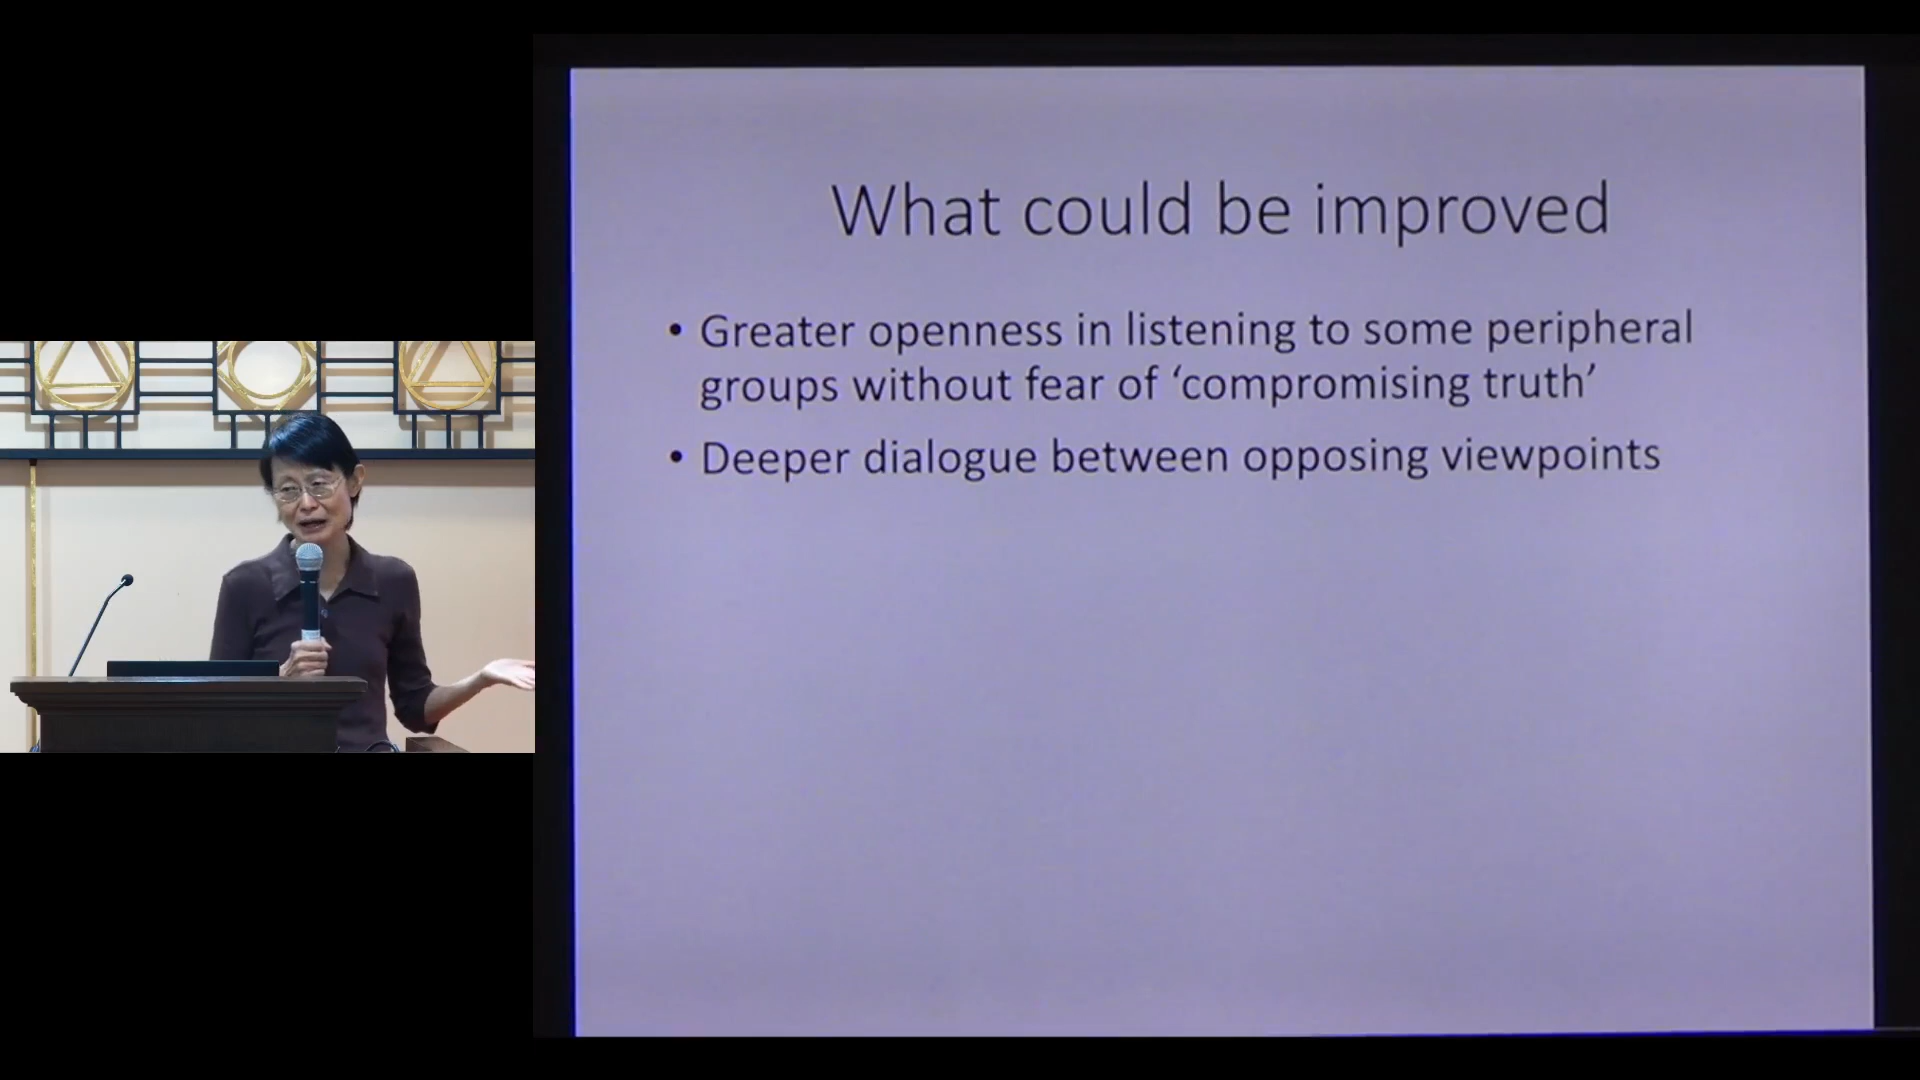 What could be improved
• Greater openness in listening to some peripheral
groups without fear of ‘compromising truth’
• Deeper dialogue between opposing viewpoints